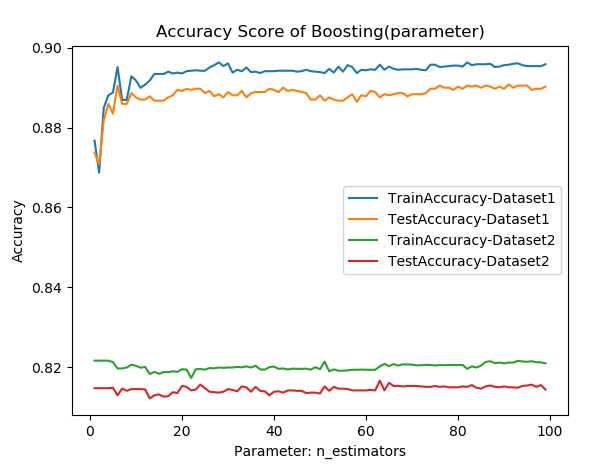 Accuracy Score of Boosting(parameter)
0.90
0.88
0.86
0.84
0.82
Accuracy
TrainAccuracy-Dataset1
TestAccuracy-Dataset1
TrainAccuracy-Dataset2
TestAccuracy-Dataset2
0 20 40 60 80 100
Parameter: n_estimators